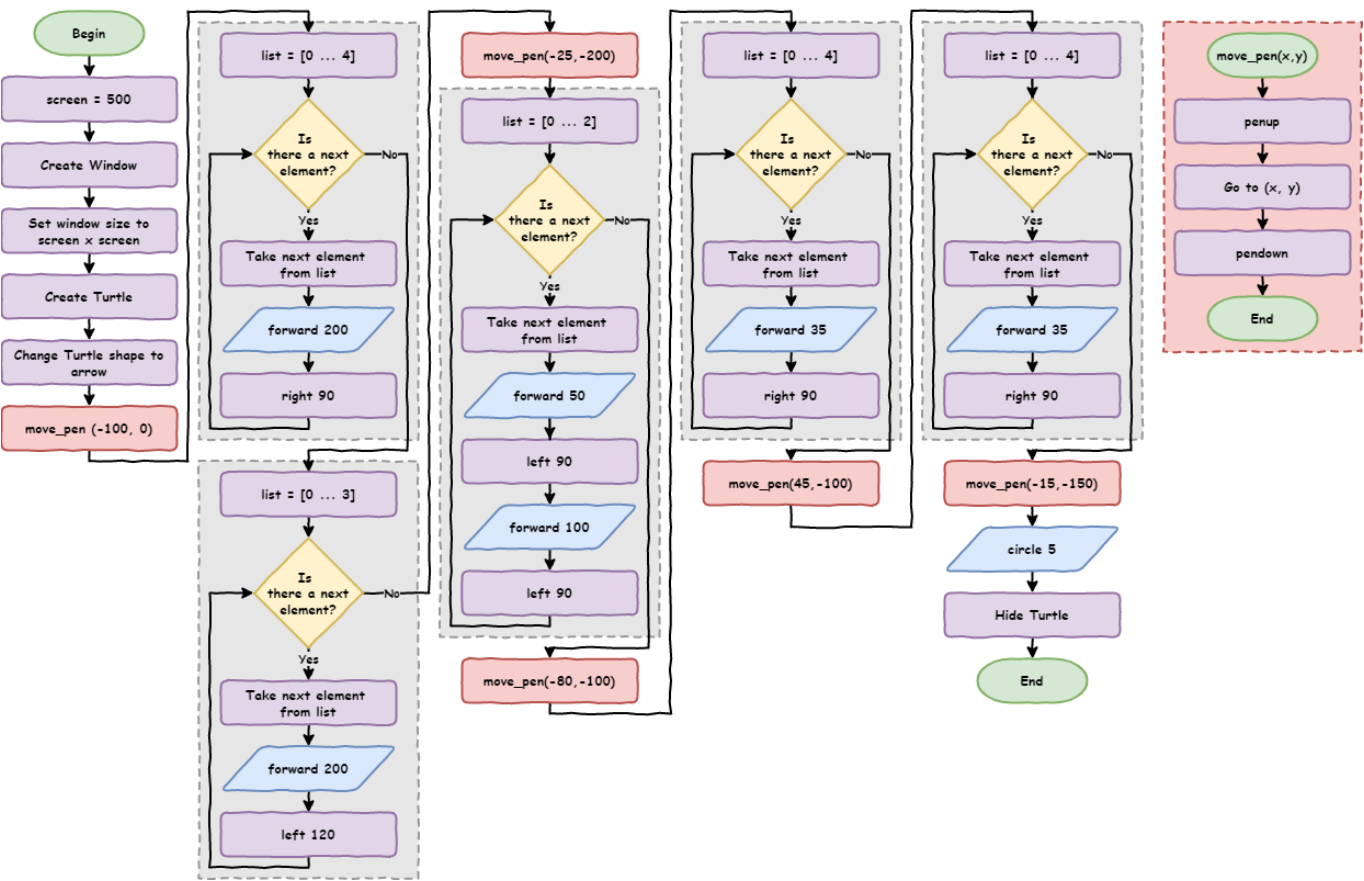 Begin
screen = 500
Create Window
Set window size to
screen x screen
Create Turtle
Change Turtle shape to
arrow
move_pen (-100, 0)
list = [0 ... 4]
Is
there a next
element?
No
Yes
Take next element
from list
forward 200
right 90
list = [0 ... 3]
Is
there a next
element?
No
Yes
Take next element
from list
forward 200
left 120
move_pen(-25,-200)
list = [0 ... 2]
Is
there a next
element?
No
Yes
Take next element
from list
forward 50
left 90
forward 100
left 90
move_pen(-80,-100)
list = [0 ... 4]
Is
there a next
element?
No
Yes
Take next element
from list
forward 35
right 90
move_pen(45,-100)
list = [0 ... 4]
Is
there a next
element?
No
Yes
Take next element
from list
forward 35
right 90
move_pen(-15,-150)
circle 5
Hide Turtle
End
move_pen(x,y)
penup
Go to (x, y)
pendown
End